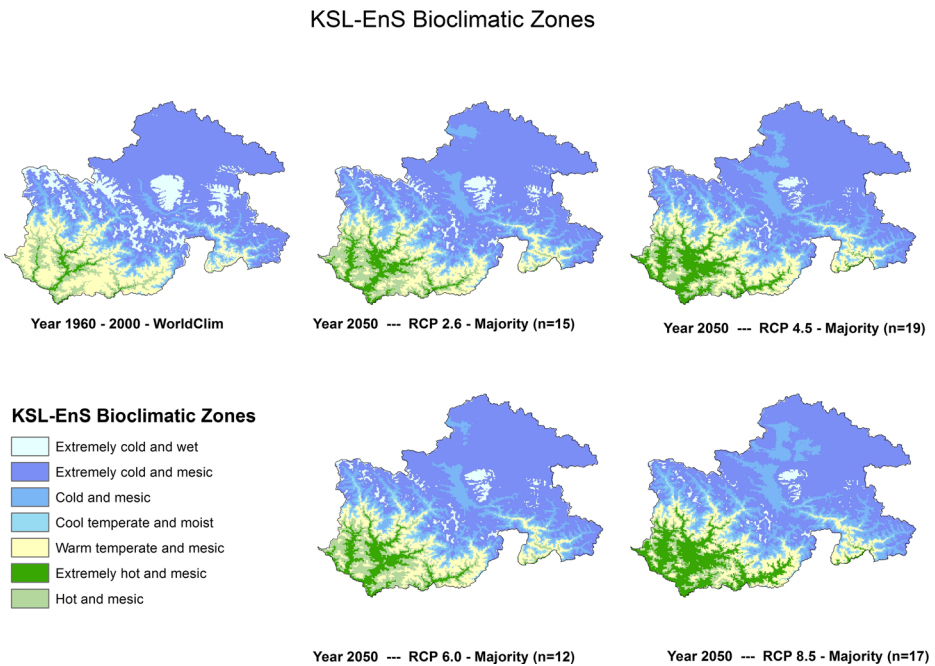 KSL-EnS Bioclimatic Zones
Year 1960 - 2000 - WorldClim
Year 2050 --- RCP 2.6 - Majority (n=15)
Year 2050 --- RCP 4.5 - Majority (n=19)
KSL-EnS Bioclimatic Zones
Extremely cold and wet
Extremely cold and mesic
Cold and mesic
Cool temperate and moist
Warm temperate and mesic
Extremely hot and mesic
Hot and mesic
Year 2050 --- RCP 6.0 - Majority (n=12)
Year 2050 --- RCP 8.5 - Majority (n=17)